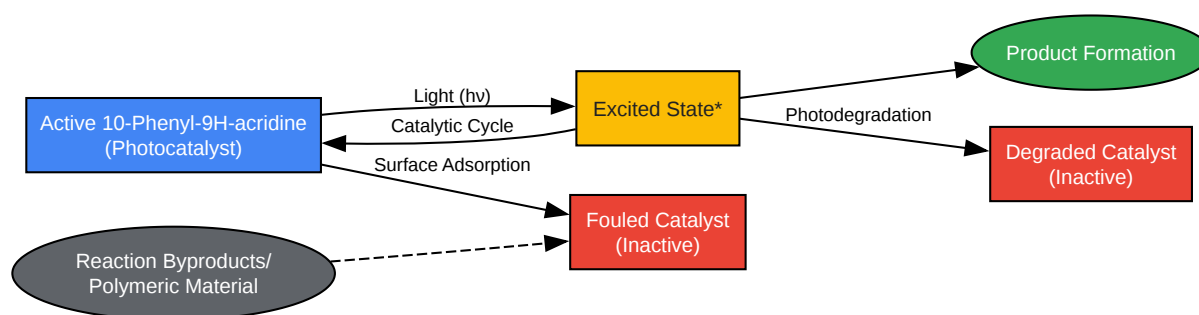 Product Formation
Light (hν)
Active 10-Phenyl-9H-acridine
(Photocatalyst)
Excited State*
Catalytic Cycle
Photodegradation
Surface Adsorption
Degraded Catalyst
(Inactive)
Fouled Catalyst
(Inactive)
Reaction Byproducts/
Polymeric Material